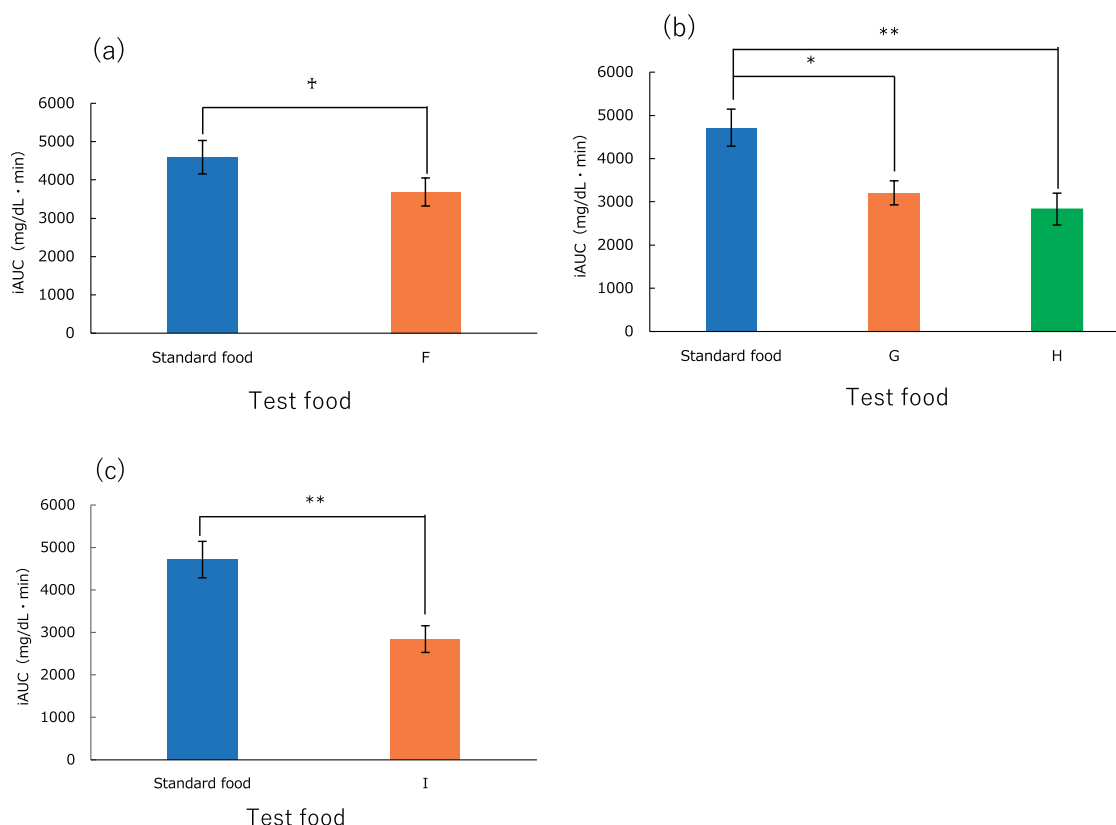 (a)
♰
6000
5000
4000
3000
2000
1000
0
iAUC (mg/dL・min)
Standard food F
Test food
(b)
**
*
6000
5000
4000
3000
2000
1000
0
iAUC (mg/dL・min)
Standard food G H
Test food
(c)
**
6000
5000
4000
3000
2000
1000
0
iAUC (mg/dL・min)
Standard food I
Test food